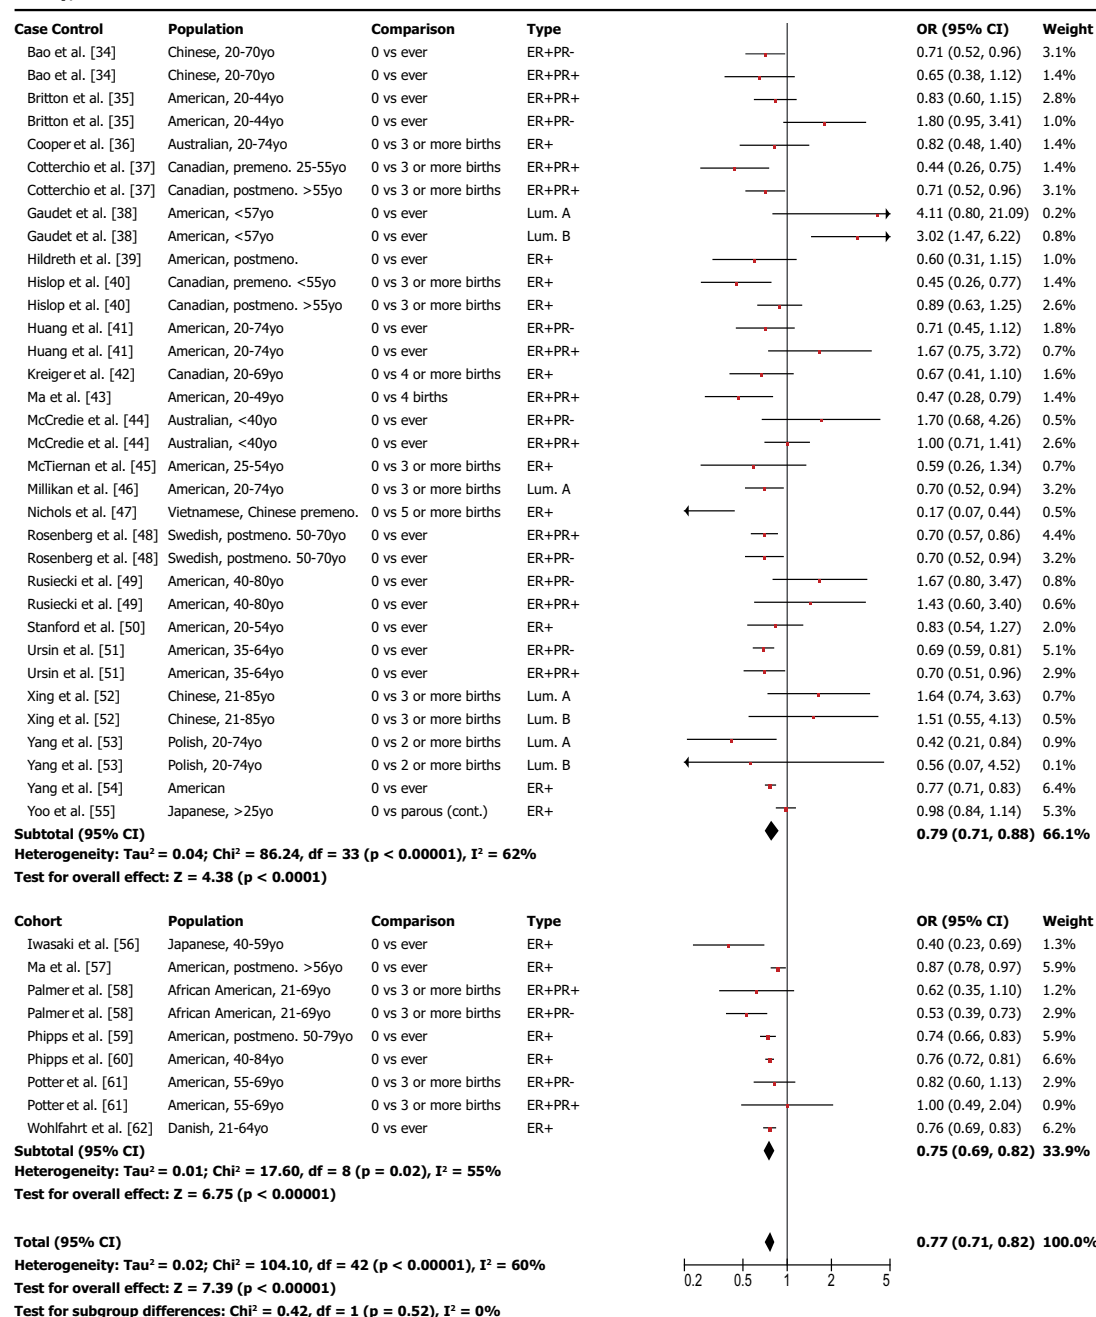 Case Control Population Comparison Type OR (95% CI) Weight
Bao et al. [34] Chinese, 20-70yo 0 vs ever ER+PR- 0.71 (0.52, 0.96) 3.1%
Bao et al. [34] Chinese, 20-70yo 0 vs ever ER+PR+ 0.65 (0.38, 1.12) 1.4%
Britton et al. [35] American, 20-44yo 0 vs ever ER+PR+ 0.83 (0.60, 1.15) 2.8%
Britton et al. [35] American, 20-44yo 0 vs ever ER+PR- 1.80 (0.95, 3.41) 1.0%
Cooper et al. [36] Australian, 20-74yo 0 vs 3 or more births ER+ 0.82 (0.48, 1.40) 1.4%
Cotterchio et al. [37] Canadian, premeno. 25-55yo 0 vs 3 or more births ER+PR+ 0.44 (0.26, 0.75) 1.4%
Cotterchio et al. [37] Canadian, postmeno. >55yo 0 vs 3 or more births ER+PR+ 0.71 (0.52, 0.96) 3.1%
Gaudet et al. [38] American, <57yo 0 vs ever Lum. A 4.11 (0.80, 21.09) 0.2%
Gaudet et al. [38] American, <57yo 0 vs ever Lum. B 3.02 (1.47, 6.22) 0.8%
Hildreth et al. [39] American, postmeno. 0 vs ever ER+ 0.60 (0.31, 1.15) 1.0%
Hislop et al. [40] Canadian, premeno. <55yo 0 vs 3 or more births ER+ 0.45 (0.26, 0.77) 1.4%
Hislop et al. [40] Canadian, postmeno. >55yo 0 vs 3 or more births ER+ 0.89 (0.63, 1.25) 2.6%
Huang et al. [41] American, 20-74yo 0 vs ever ER+PR- 0.71 (0.45, 1.12) 1.8%
Huang et al. [41] American, 20-74yo 0 vs ever ER+PR+ 1.67 (0.75, 3.72) 0.7%
Kreiger et al. [42] Canadian, 20-69yo 0 vs 4 or more births ER+ 0.67 (0.41, 1.10) 1.6%
Ma et al. [43] American, 20-49yo 0 vs 4 births ER+PR+ 0.47 (0.28, 0.79) 1.4%
McCredie et al. [44] Australian, <40yo 0 vs ever ER+PR- 1.70 (0.68, 4.26) 0.5%
McCredie et al. [44] Australian, <40yo 0 vs ever ER+PR+ 1.00 (0.71, 1.41) 2.6%
McTiernan et al. [45] American, 25-54yo 0 vs 3 or more births ER+ 0.59 (0.26, 1.34) 0.7%
Millikan et al. [46] American, 20-74yo 0 vs 3 or more births Lum. A 0.70 (0.52, 0.94) 3.2%
Nichols et al. [47] Vietnamese, Chinese premeno. 0 vs 5 or more births ER+ 0.17 (0.07, 0.44) 0.5%
Rosenberg et al. [48] Swedish, postmeno. 50-70yo 0 vs ever ER+PR+ 0.70 (0.57, 0.86) 4.4%
Rosenberg et al. [48] Swedish, postmeno. 50-70yo 0 vs ever ER+PR- 0.70 (0.52, 0.94) 3.2%
Rusiecki et al. [49] American, 40-80yo 0 vs ever ER+PR- 1.67 (0.80, 3.47) 0.8%
Rusiecki et al. [49] American, 40-80yo 0 vs ever ER+PR+ 1.43 (0.60, 3.40) 0.6%
Stanford et al. [50] American, 20-54yo 0 vs ever ER+ 0.83 (0.54, 1.27) 2.0%
Ursin et al. [51] American, 35-64yo 0 vs ever ER+PR- 0.69 (0.59, 0.81) 5.1%
Ursin et al. [51] American, 35-64yo 0 vs ever ER+PR+ 0.70 (0.51, 0.96) 2.9%
Xing et al. [52] Chinese, 21-85yo 0 vs 3 or more births Lum. A 1.64 (0.74, 3.63) 0.7%
Xing et al. [52] Chinese, 21-85yo 0 vs 3 or more births Lum. B 1.51 (0.55, 4.13) 0.5%
Yang et al. [53] Polish, 20-74yo 0 vs 2 or more births Lum. A 0.42 (0.21, 0.84) 0.9%
Yang et al. [53] Polish, 20-74yo 0 vs 2 or more births Lum. B 0.56 (0.07, 4.52) 0.1%
Yang et al. [54] American 0 vs ever ER+ 0.77 (0.71, 0.83) 6.4%
Yoo et al. [55] Japanese, >25yo 0 vs parous (cont.) ER+ 0.98 (0.84, 1.14) 5.3%
Subtotal (95% CI) 0.79 (0.71, 0.88) 66.1%
Heterogeneity: Tau² = 0.04; Chi² = 86.24, df = 33 (p < 0.00001), I² = 62%
Test for overall effect: Z = 4.38 (p < 0.0001)
Cohort Population Comparison Type OR (95% CI) Weight
Iwasaki et al. [56] Japanese, 40-59yo 0 vs ever ER+ 0.40 (0.23, 0.69) 1.3%
Ma et al. [57] American, postmeno. >56yo 0 vs ever ER+ 0.87 (0.78, 0.97) 5.9%
Palmer et al. [58] African American, 21-69yo 0 vs 3 or more births ER+PR+ 0.62 (0.35, 1.10) 1.2%
Palmer et al. [58] African American, 21-69yo 0 vs 3 or more births ER+PR- 0.53 (0.39, 0.73) 2.9%
Phipps et al. [59] American, postmeno. 50-79yo 0 vs ever ER+ 0.74 (0.66, 0.83) 5.9%
Phipps et al. [60] American, 40-84yo 0 vs ever ER+ 0.76 (0.72, 0.81) 6.6%
Potter et al. [61] American, 55-69yo 0 vs 3 or more births ER+PR- 0.82 (0.60, 1.13) 2.9%
Potter et al. [61] American, 55-69yo 0 vs 3 or more births ER+PR+ 1.00 (0.49, 2.04) 0.9%
Wohlfahrt et al. [62] Danish, 21-64yo 0 vs ever ER+ 0.76 (0.69, 0.83) 6.2%
Subtotal (95% CI) 0.75 (0.69, 0.82) 33.9%
Heterogeneity: Tau² = 0.01; Chi² = 17.60, df = 8 (p = 0.02), I² = 55%
Test for overall effect: Z = 6.75 (p < 0.00001)
Total (95% CI) 0.77 (0.71, 0.82) 100.0%
Heterogeneity: Tau² = 0.02; Chi² = 104.10, df = 42 (p < 0.00001), I² = 60%
0.2 0.5 1 2 5
Test for overall effect: Z = 7.39 (p < 0.00001)
Test for subgroup differences: Chi² = 0.42, df = 1 (p = 0.52), I² = 0%